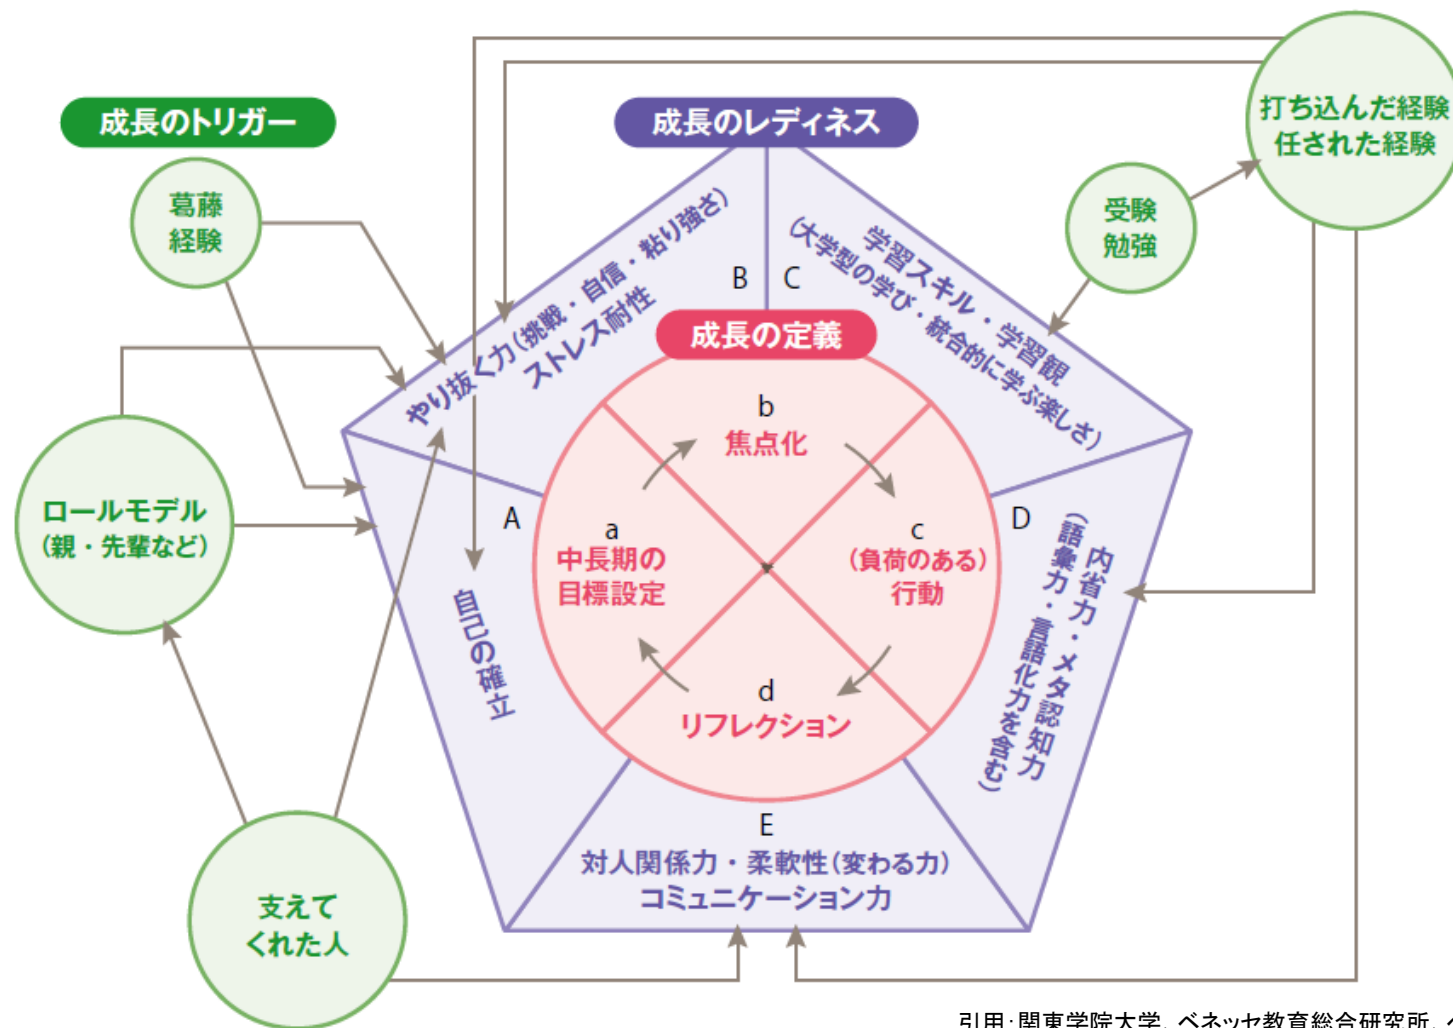 成長のトリガー
成長のレディネス
打ち込んだ経験
任された経験
葛藤
経験
受験
勉強
やり抜く力(挑戦・自信・粘り強さ)
ストレス耐性
B
C
学習スキル・学習観
(大学型の学び・統合的に学ぶ楽しさ)
成長の定義
b
焦点化
ロールモデル
(親・先輩など)
A
自己の確立
a
中長期の
目標設定
c
(負荷のある)
行動
D
内省力・メタ認知力
(語彙力・言語化力を含む)
d
リフレクション
E
対人関係力・柔軟性(変わる力)
コミュニケーション力
支えて
くれた人
引用:関東学院大学、ベネッセ教育総合研究所、